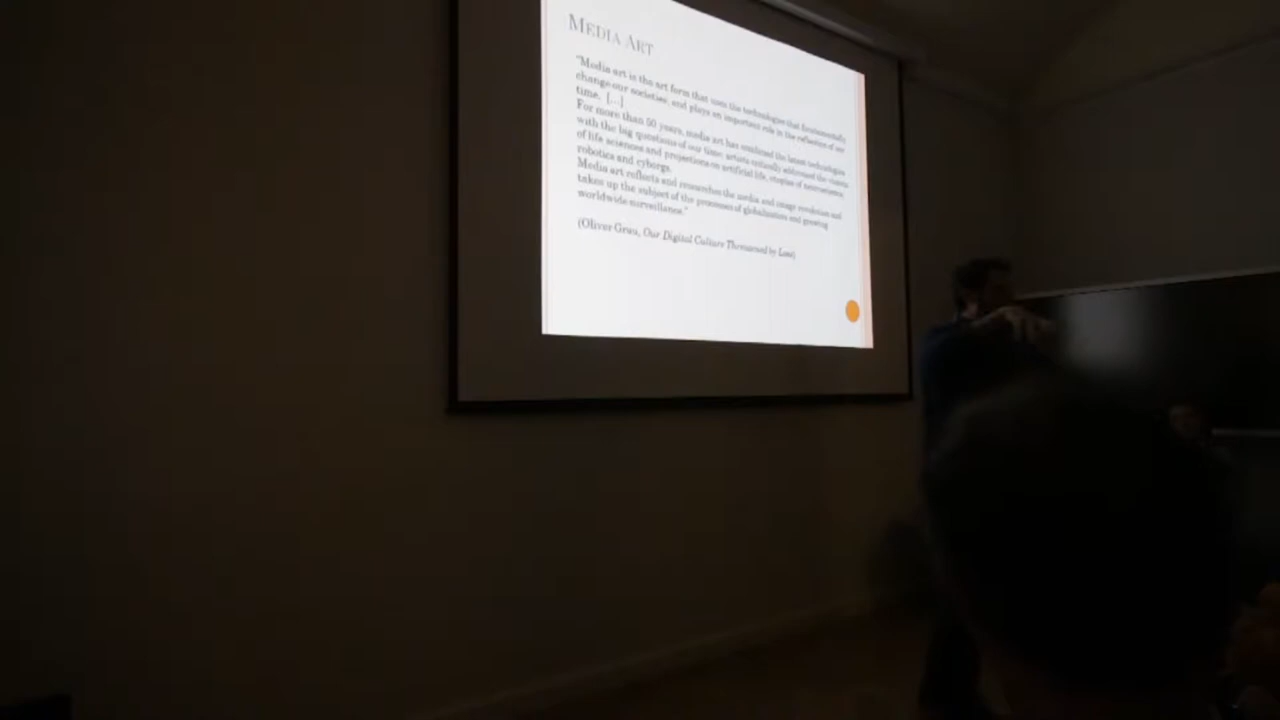 MEDIA ART
"Media art is the art form that uses the technologies that fundamentally
change our societies, and plays an important role in the reflection of our
time. [...]
For more than 50 years, media art has combined the latest technologies
with the big questions of our time: artists critically addressed the visions
of life sciences and projections on artificial life, utopias of neuroscience,
robotics and cyborgs.
Media art reflects and researches the media and image revolution and
takes up the subject of the processes of globalization and growing
worldwide surveillance."
(Oliver Grau, Our Digital Culture Threatened by Loss)